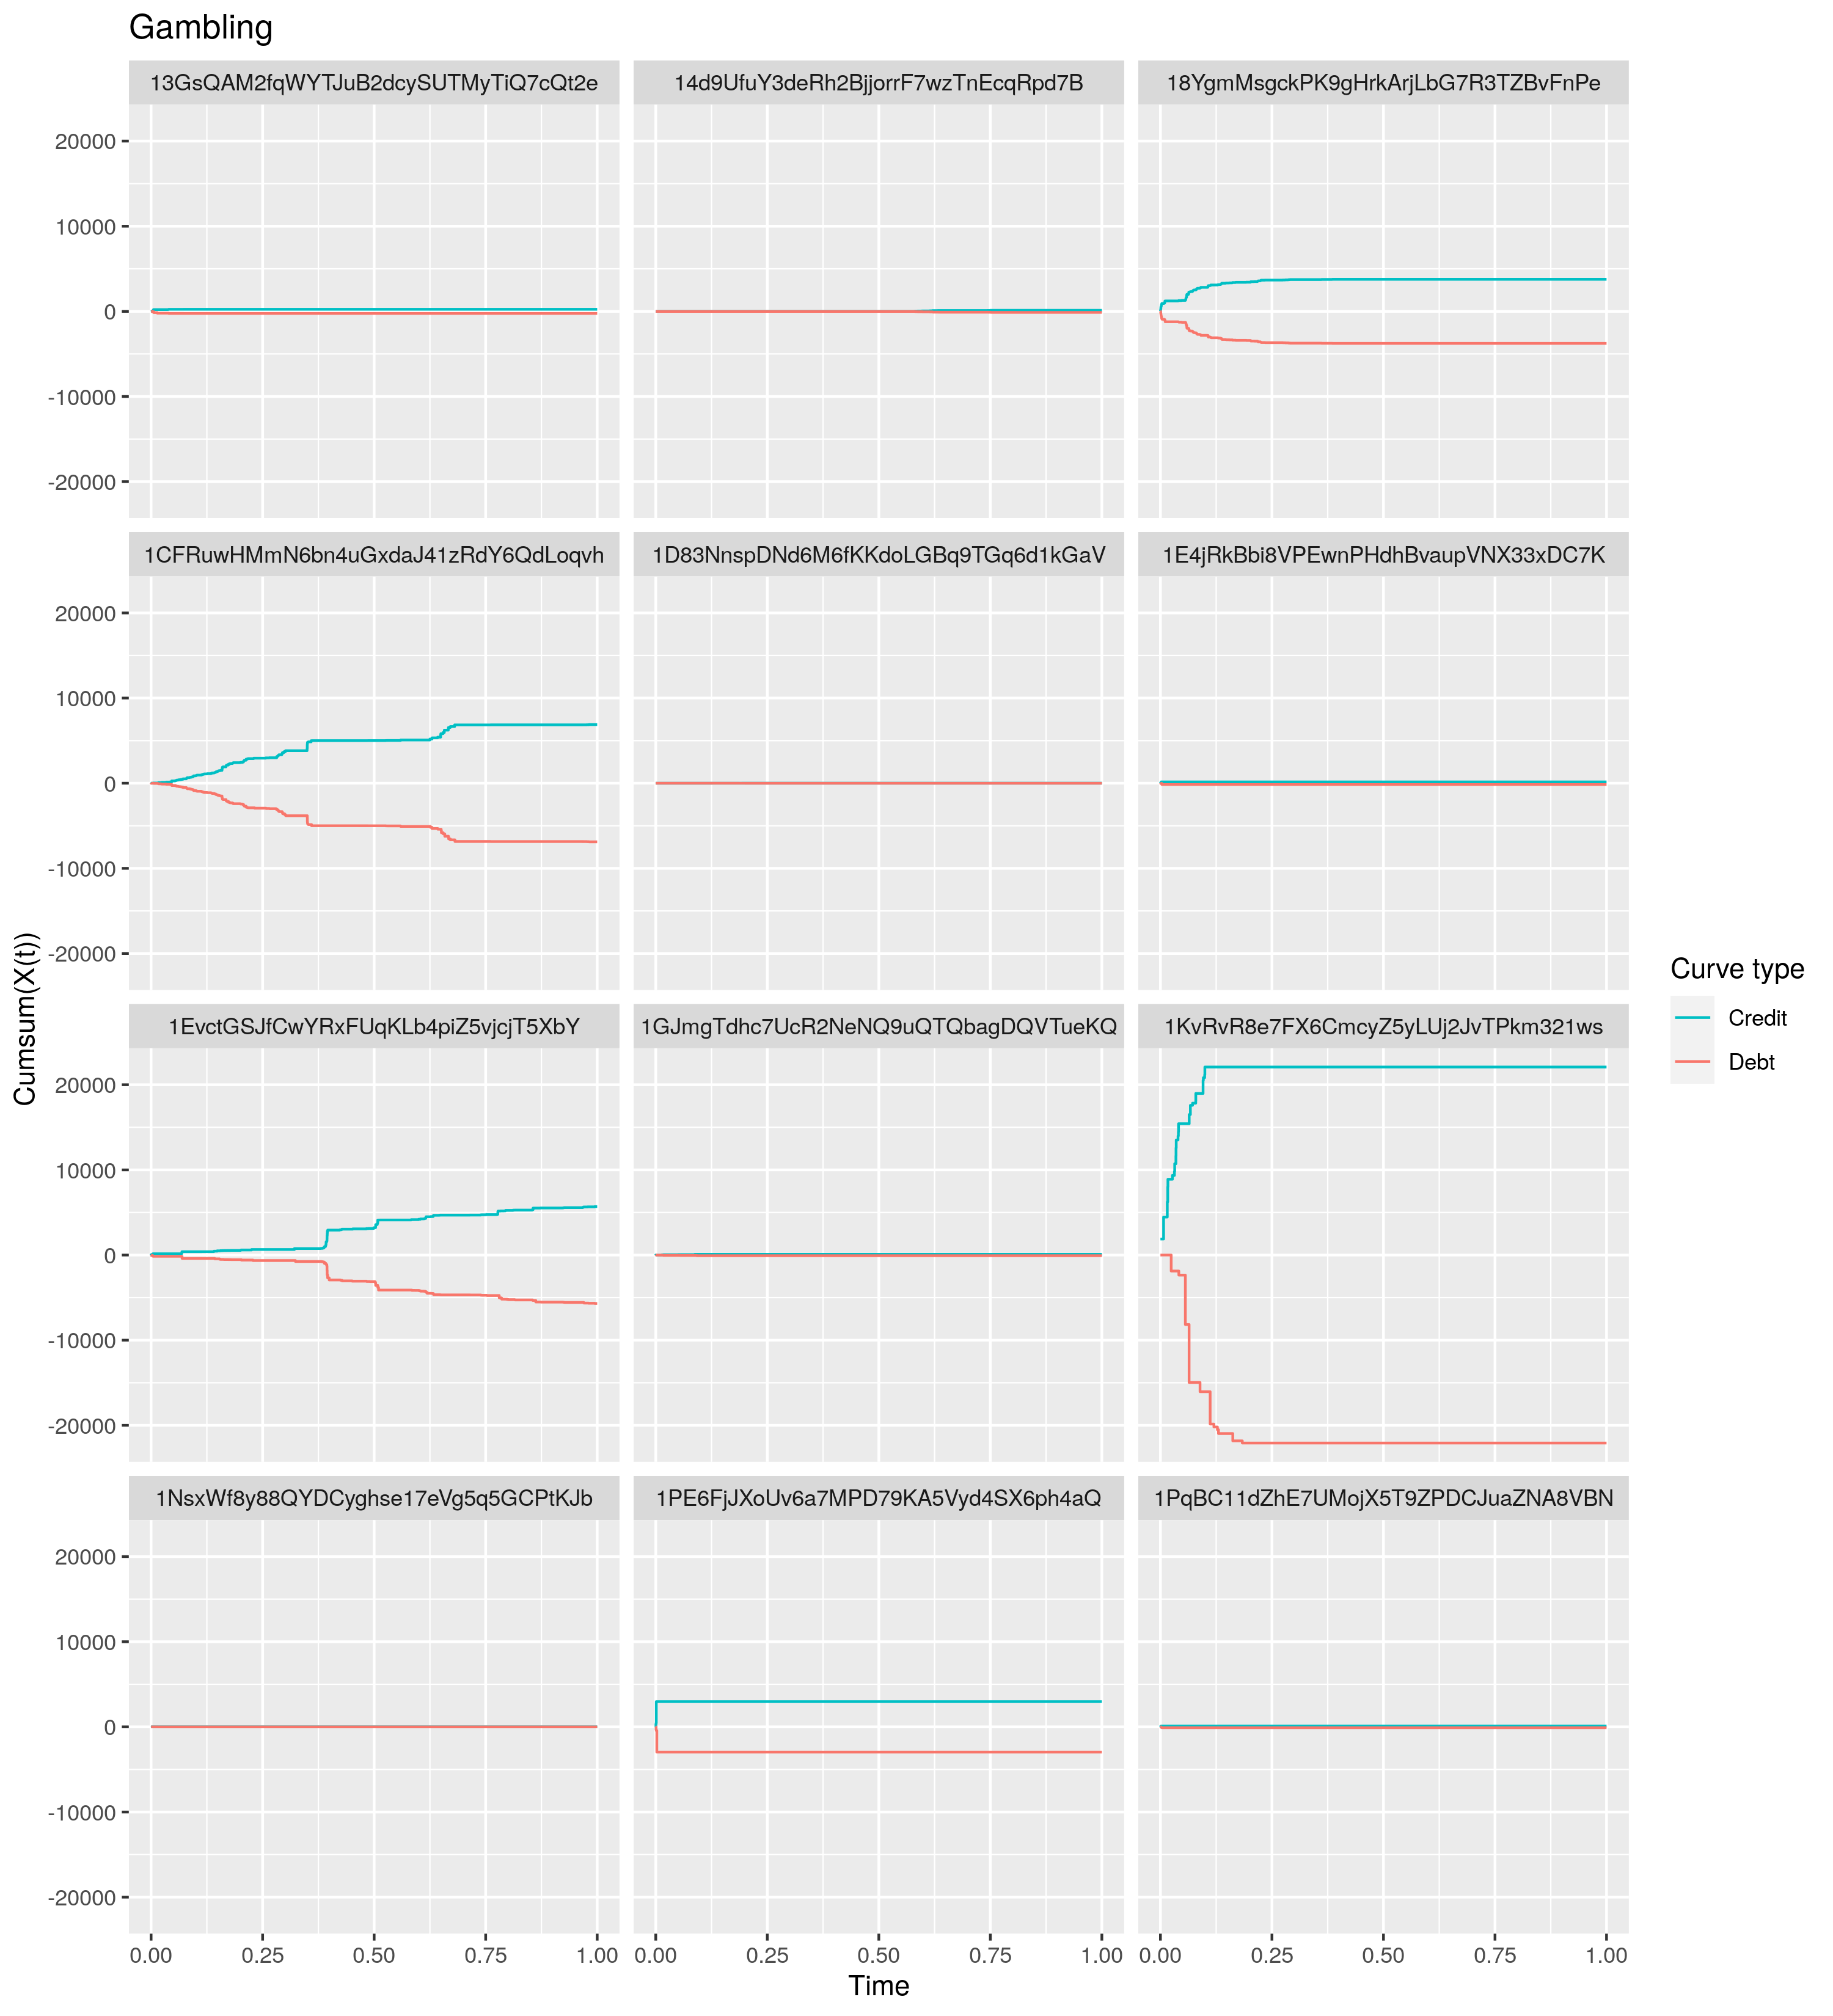 Gambling
13GsQAM2fqWYTJuB2dcySUTMyTiQ7cQt2e
14d9UfuY3deRh2BjjorrF7wzTnEcqRpd7B
18YgmMsgckPK9gHrkArjLbG7R3TZBvFnPe
20000
10000
0
-10000
-20000
1CFRuwHMmN6bn4uGxdaJ41zRdY6QdLoqvh
1D83NnspDNd6M6fKKdoLGBq9TGq6d1kGaV
1E4jRkBbi8VPEwnPHdhBvaupVNX33xDC7K
20000
10000
0
-10000
-20000
Cumsum(X(t))
1EvctGSJfCwYRxFUqKLb4piZ5vjcjT5XbY
1GJmgTdhc7UcR2NeNQ9uQTQbagDQVTueKQ
1KvRvR8e7FX6CmcyZ5yLUj2JvTPkm321ws
20000
10000
0
-10000
-20000
1NsxWf8y88QYDCyghse17eVg5q5GCPtKJb
1PE6FjJXoUv6a7MPD79KA5Vyd4SX6ph4aQ
1PqBC11dZhE7UMojX5T9ZPDCJuaZNA8VBN
20000
10000
0
-10000
-20000
0.00 0.25 0.50 0.75 1.00
0.00 0.25 0.50 0.75 1.00
0.00 0.25 0.50 0.75 1.00
Time
Curve type
Credit
Debt